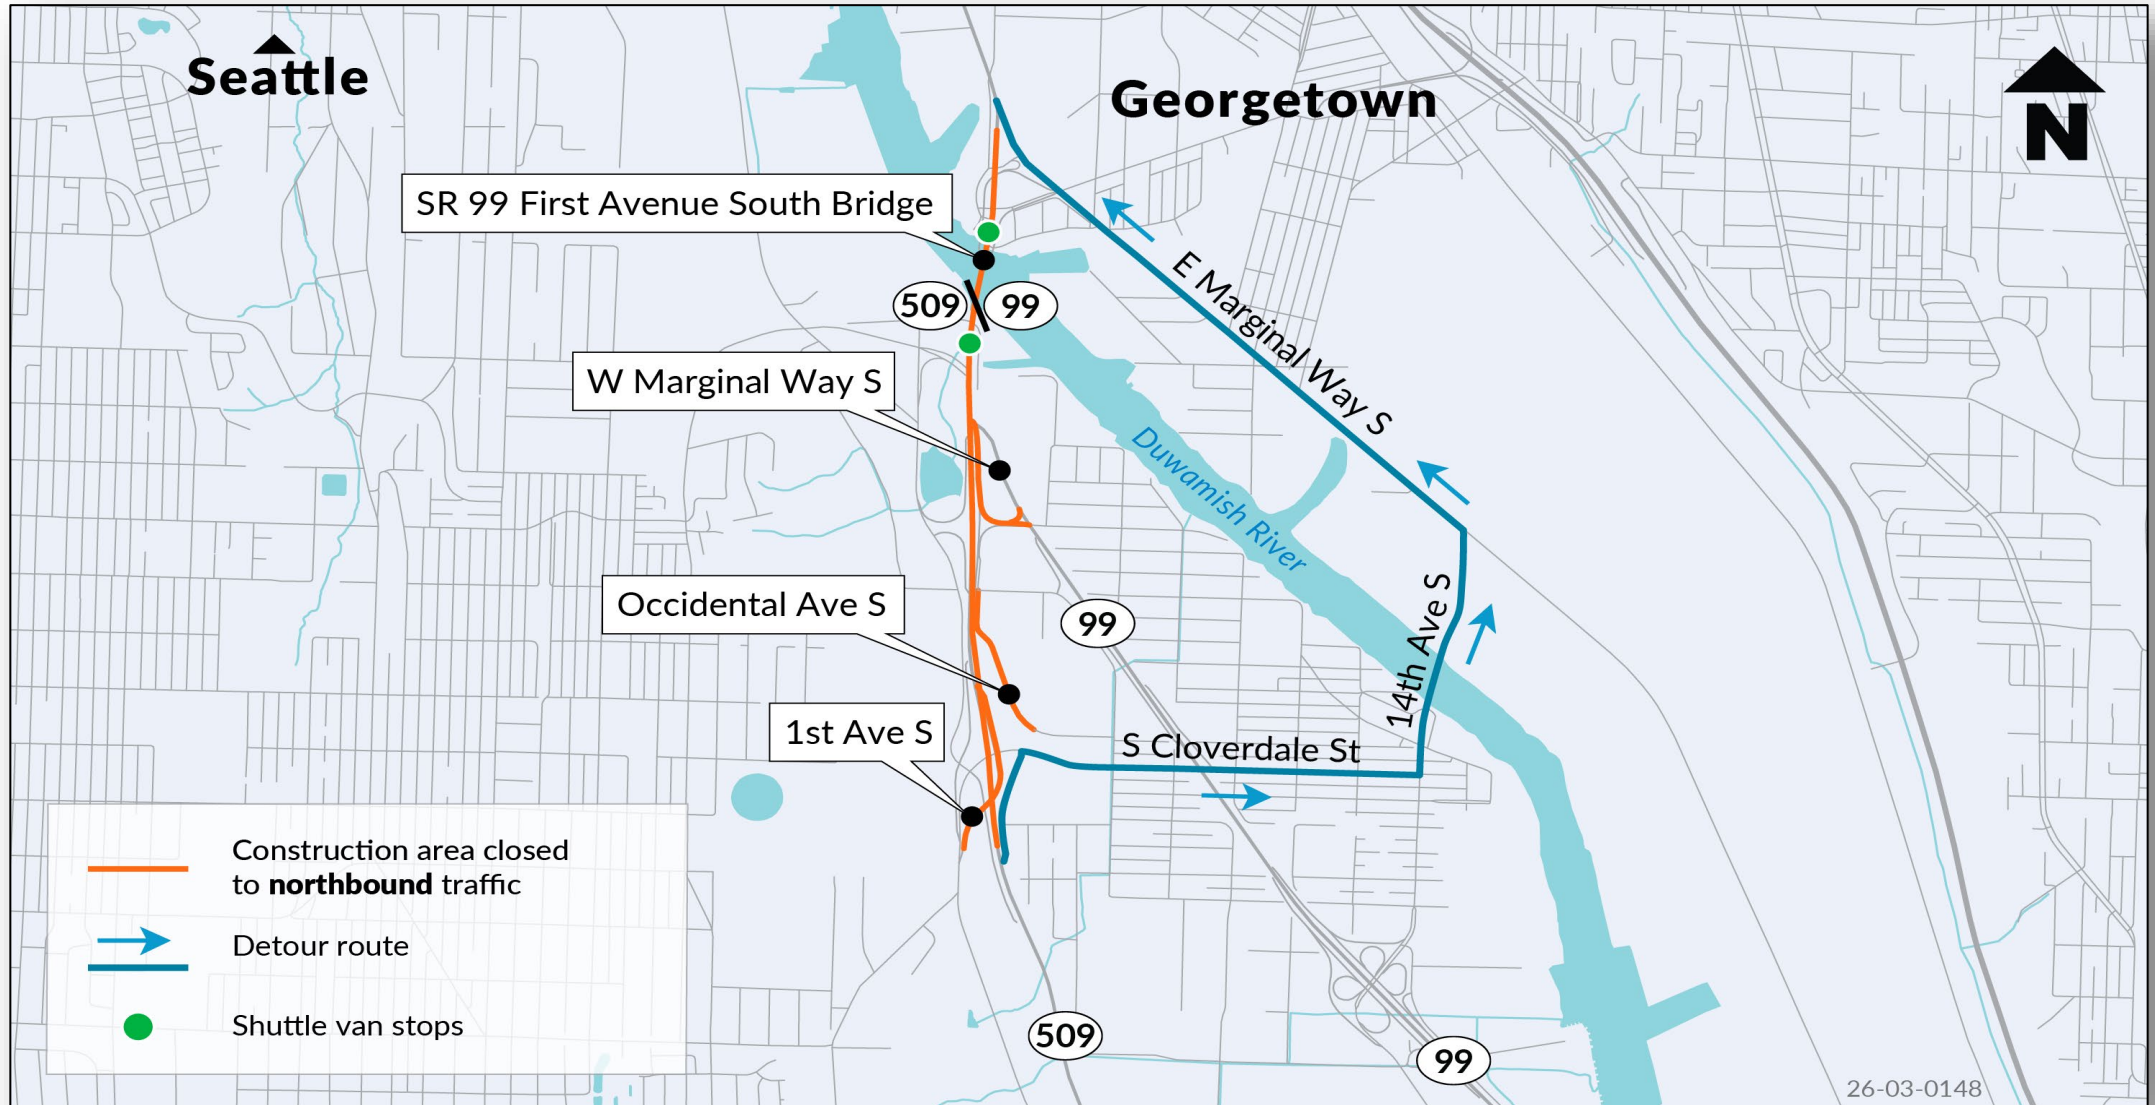 Seattle
Georgetown
N
SR 99 First Avenue South Bridge
509
99
E Marginal Way S
W Marginal Way S
Duwamish River
Occidental Ave S
99
14th Ave S
1st Ave S
S Cloverdale St
Construction area closed
to northbound traffic
Detour route
Shuttle van stops
509
99
26-03-0148